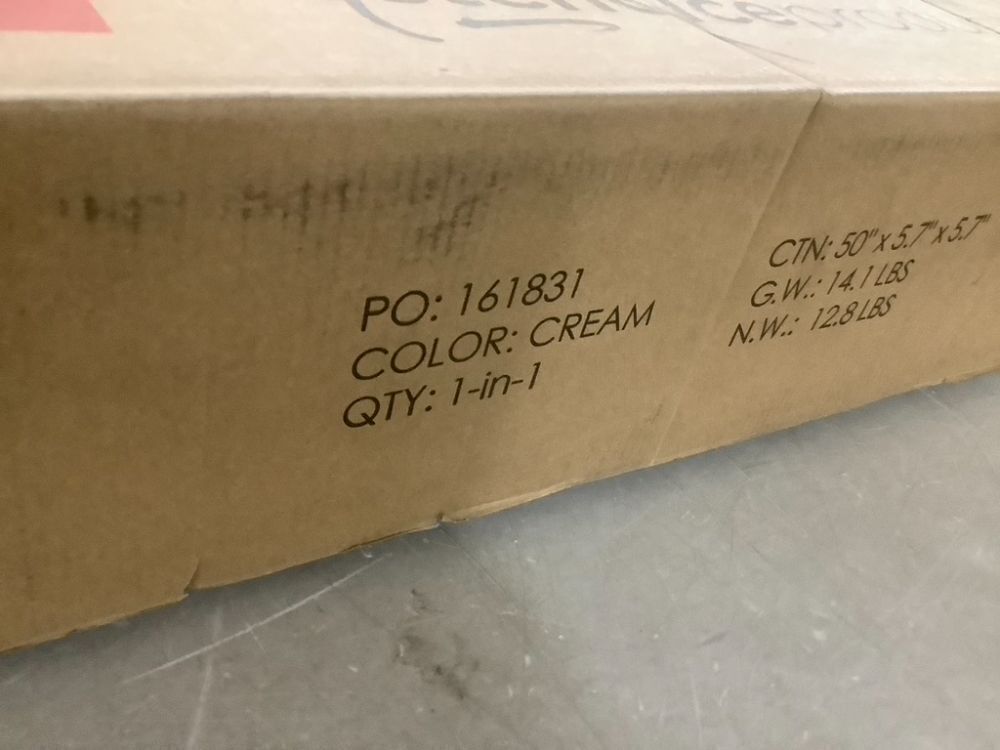 PO: 161831
COLOR: CREAM
QTY: 1-in-1
CTN: 50" x 5.7" x 5.7"
G.W.: 14.1 LBS
N.W.: 12.8 LBS